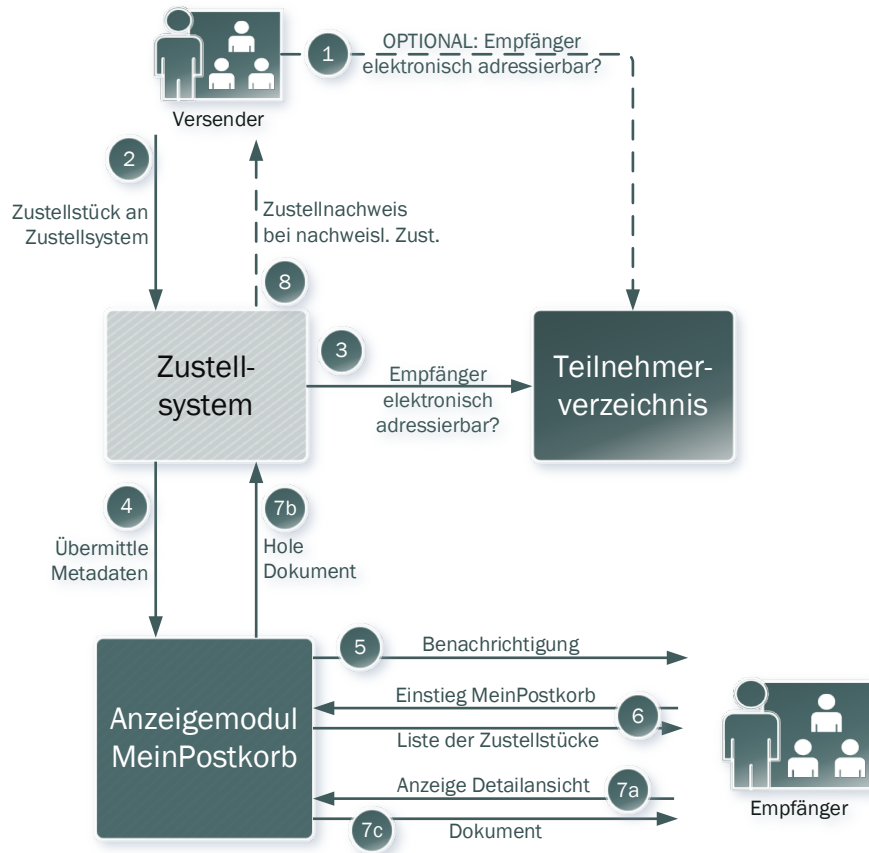 1
OPTIONAL: Empfänger
elektronisch adressierbar?
Versender
2
Zustellstück an
Zustellsystem
Zustellnachweis
bei nachweisl. Zust.
8
Zustell-
system
3
Empfänger
elektronisch
adressierbar?
Teilnehmer-
verzeichnis
4
Übermittle
Metadaten
7b
Hole
Dokument
Anzeigemodul
MeinPostkorb
5
Benachrichtigung
Einstieg MeinPostkorb
6
Liste der Zustellstücke
Anzeige Detailansicht
7a
7c
Dokument
Empfänger